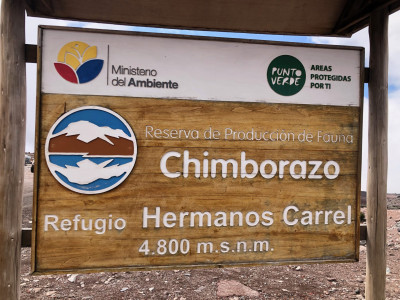 Ministerio
del Ambiente
PUNTO
VERDE
AREAS
PROTEGIDAS
POR TI
Reserva de Producción de Fauna
Chimborazo
Refugio Hermanos Carrel
4.800 m.s.n.m.